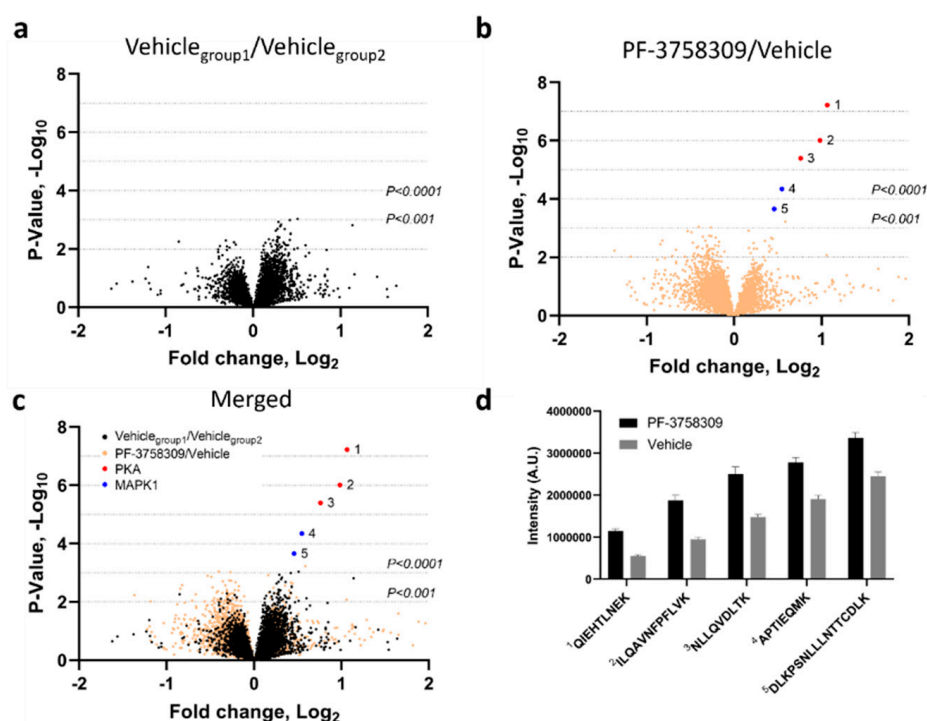 a
Vehiclegroup1/Vehiclegroup2
8
6
4
2
0
P-Value, -Log10
P<0.0001
P<0.001
-2
-1
0
1
2
Fold change, Log2
b
PF-3758309/Vehicle
8
6
4
2
0
P-Value, -Log10
1
2
3
4
5
P<0.0001
P<0.001
-2
-1
0
1
2
Fold change, Log2
c
Merged
8
6
4
2
0
P-Value, -Log10
Vehiclegroup1/Vehiclegroup2
PF-3758309/Vehicle
PKA
MAPK1
1
2
3
4
5
P<0.0001
P<0.001
-2
-1
0
1
2
Fold change, Log2
d
4000000
3000000
2000000
1000000
0
Intensity (A.U.)
PF-3758309
Vehicle
1QIEHTLNEK
2ILQAVNFPFLVK
3NLLQVDLTK
4APTIEQMK
5DLKPSNLLLNTTCDLK